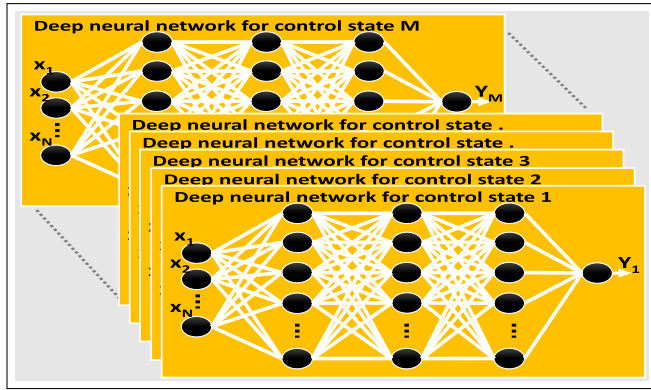 Deep neural network for control state M
x1
x2
xN
YM
Deep neural network for control state .
Deep neural network for control state .
Deep neural network for control state 3
Deep neural network for control state 2
Deep neural network for control state 1
x1
x2
xN
Y1